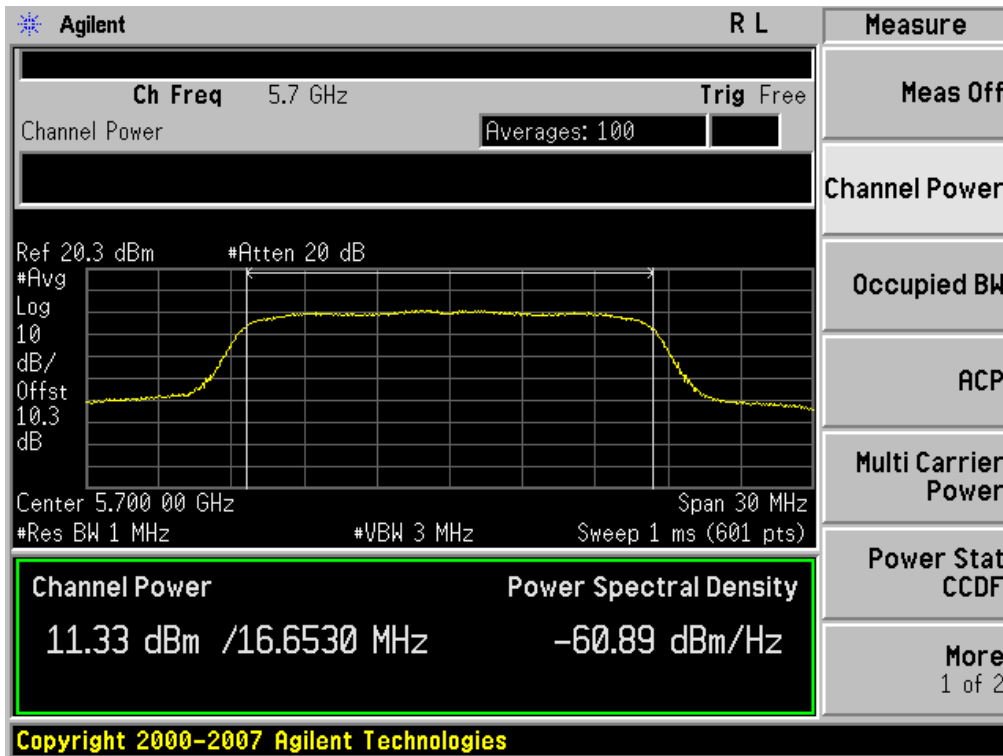 Agilent R L
Ch Freq 5.7 GHz Trig Free
Channel Power Averages: 100
Ref 20.3 dBm #Atten 20 dB
#Avg
Log
10
dB/
Offst
10.3
dB
Center 5.700 00 GHz Span 30 MHz
#Res BW 1 MHz #VBW 3 MHz Sweep 1 ms (601 pts)
Channel Power Power Spectral Density
11.33 dBm /16.6530 MHz -60.89 dBm/Hz
Copyright 2000-2007 Agilent Technologies
Measure
Meas Off
Channel Power
Occupied BW
ACP
Multi Carrier
Power
Power Stat
CCDF
More
1 of 2